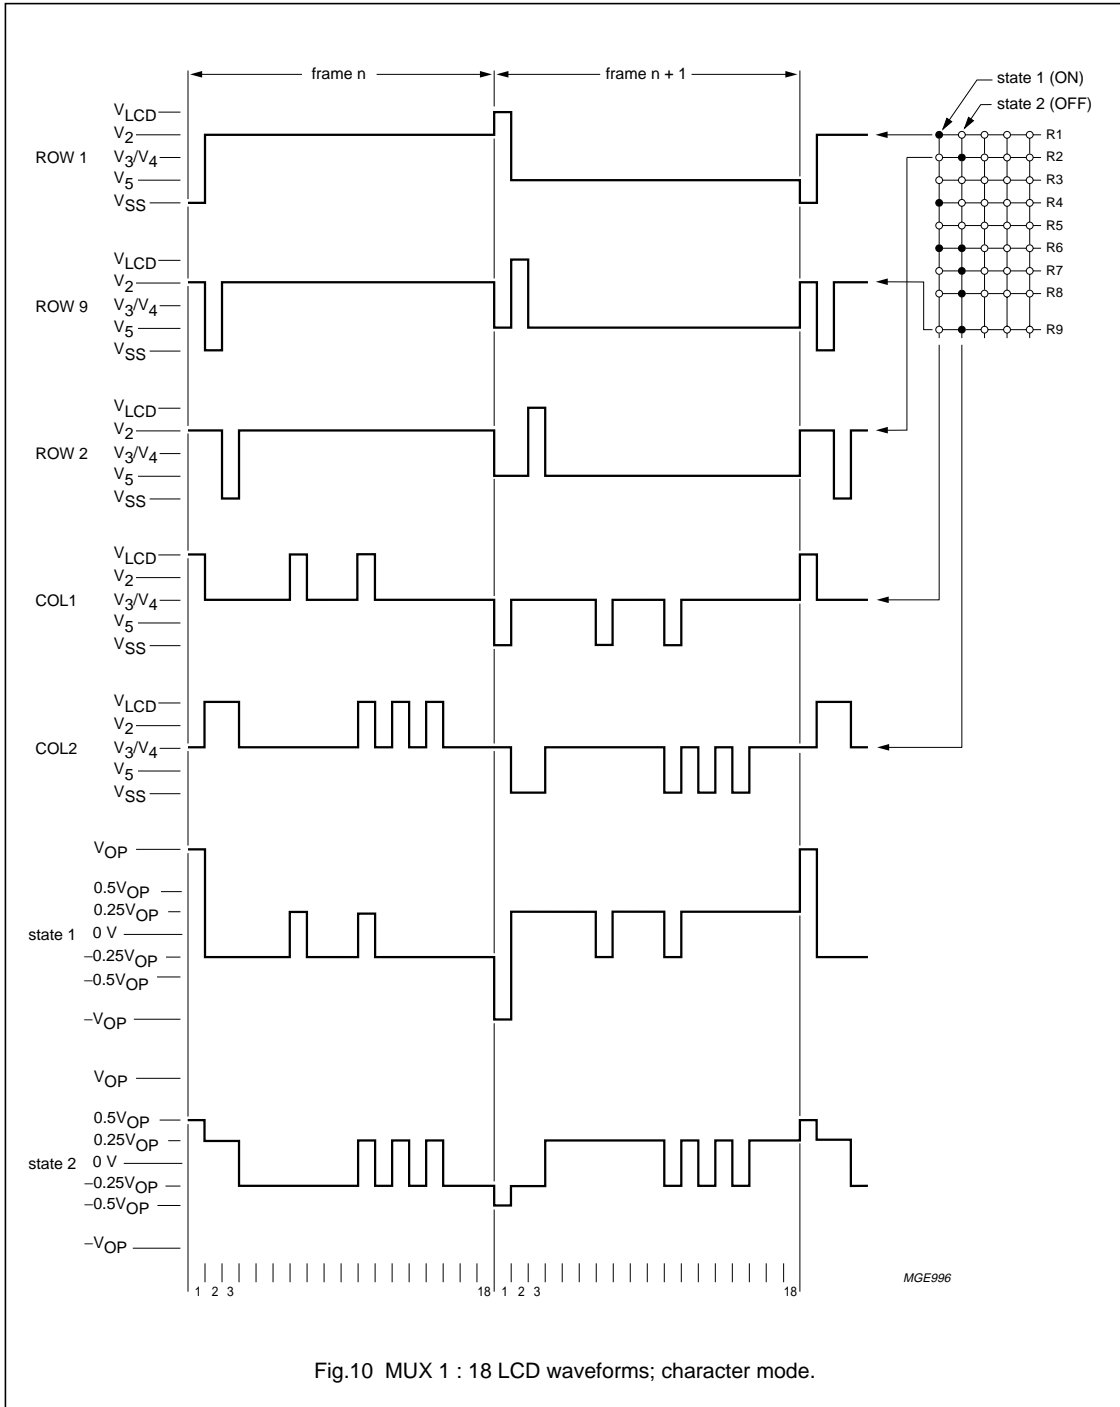 frame n
frame n + 1
state 1 (ON)
state 2 (OFF)
ROW 1
VLCD
V2
V3/V4
V5
VSS
R1
R2
R3
R4
R5
R6
R7
R8
R9
ROW 9
VLCD
V2
V3/V4
V5
VSS
ROW 2
VLCD
V2
V3/V4
V5
VSS
COL1
VLCD
V2
V3/V4
V5
VSS
COL2
VLCD
V2
V3/V4
V5
VSS
state 1
VOP
0.5VOP
0.25VOP
0 V
−0.25VOP
−0.5VOP
−VOP
state 2
VOP
0.5VOP
0.25VOP
0 V
−0.25VOP
−0.5VOP
−VOP
1 2 3 18 1 2 3 18
MGE996
Fig.10 MUX 1 : 18 LCD waveforms; character mode.